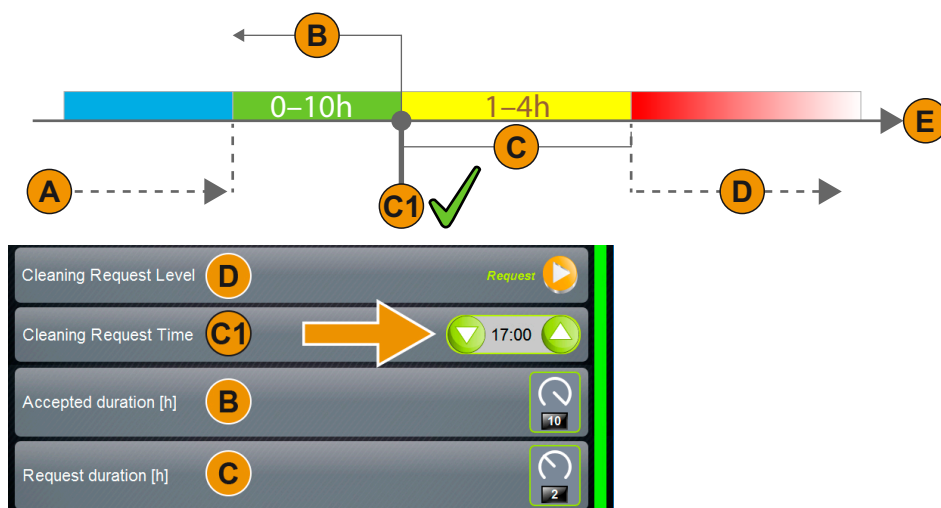 B
0–10h
1–4h
E
C
A
C1
D
Cleaning Request Level D Request
Cleaning Request Time C1 17:00
Accepted duration [h] B 10
Request duration [h] C 2